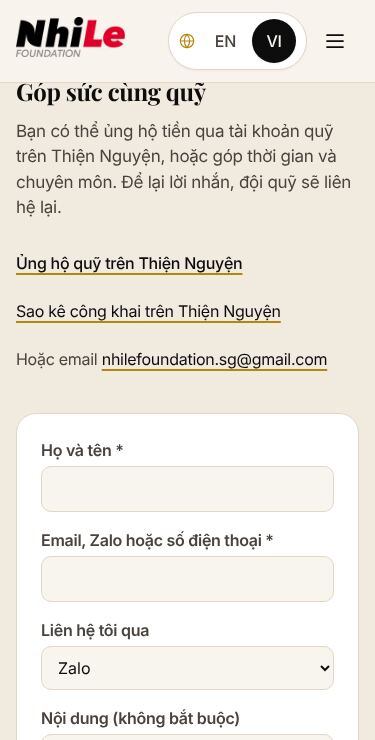 NhiLe
FOUNDATION
EN
VI
Góp sức cùng quỹ
Bạn có thể ủng hộ tiền qua tài khoản quỹ
trên Thiện Nguyện, hoặc góp thời gian và
chuyên môn. Để lại lời nhắn, đội quỹ sẽ liên
hệ lại.
Ủng hộ quỹ trên Thiện Nguyện
Sao kê công khai trên Thiện Nguyện
Hoặc email nhilefoundation.sg@gmail.com
Họ và tên *
Email, Zalo hoặc số điện thoại *
Liên hệ tôi qua
Zalo
Nội dung (không bắt buộc)